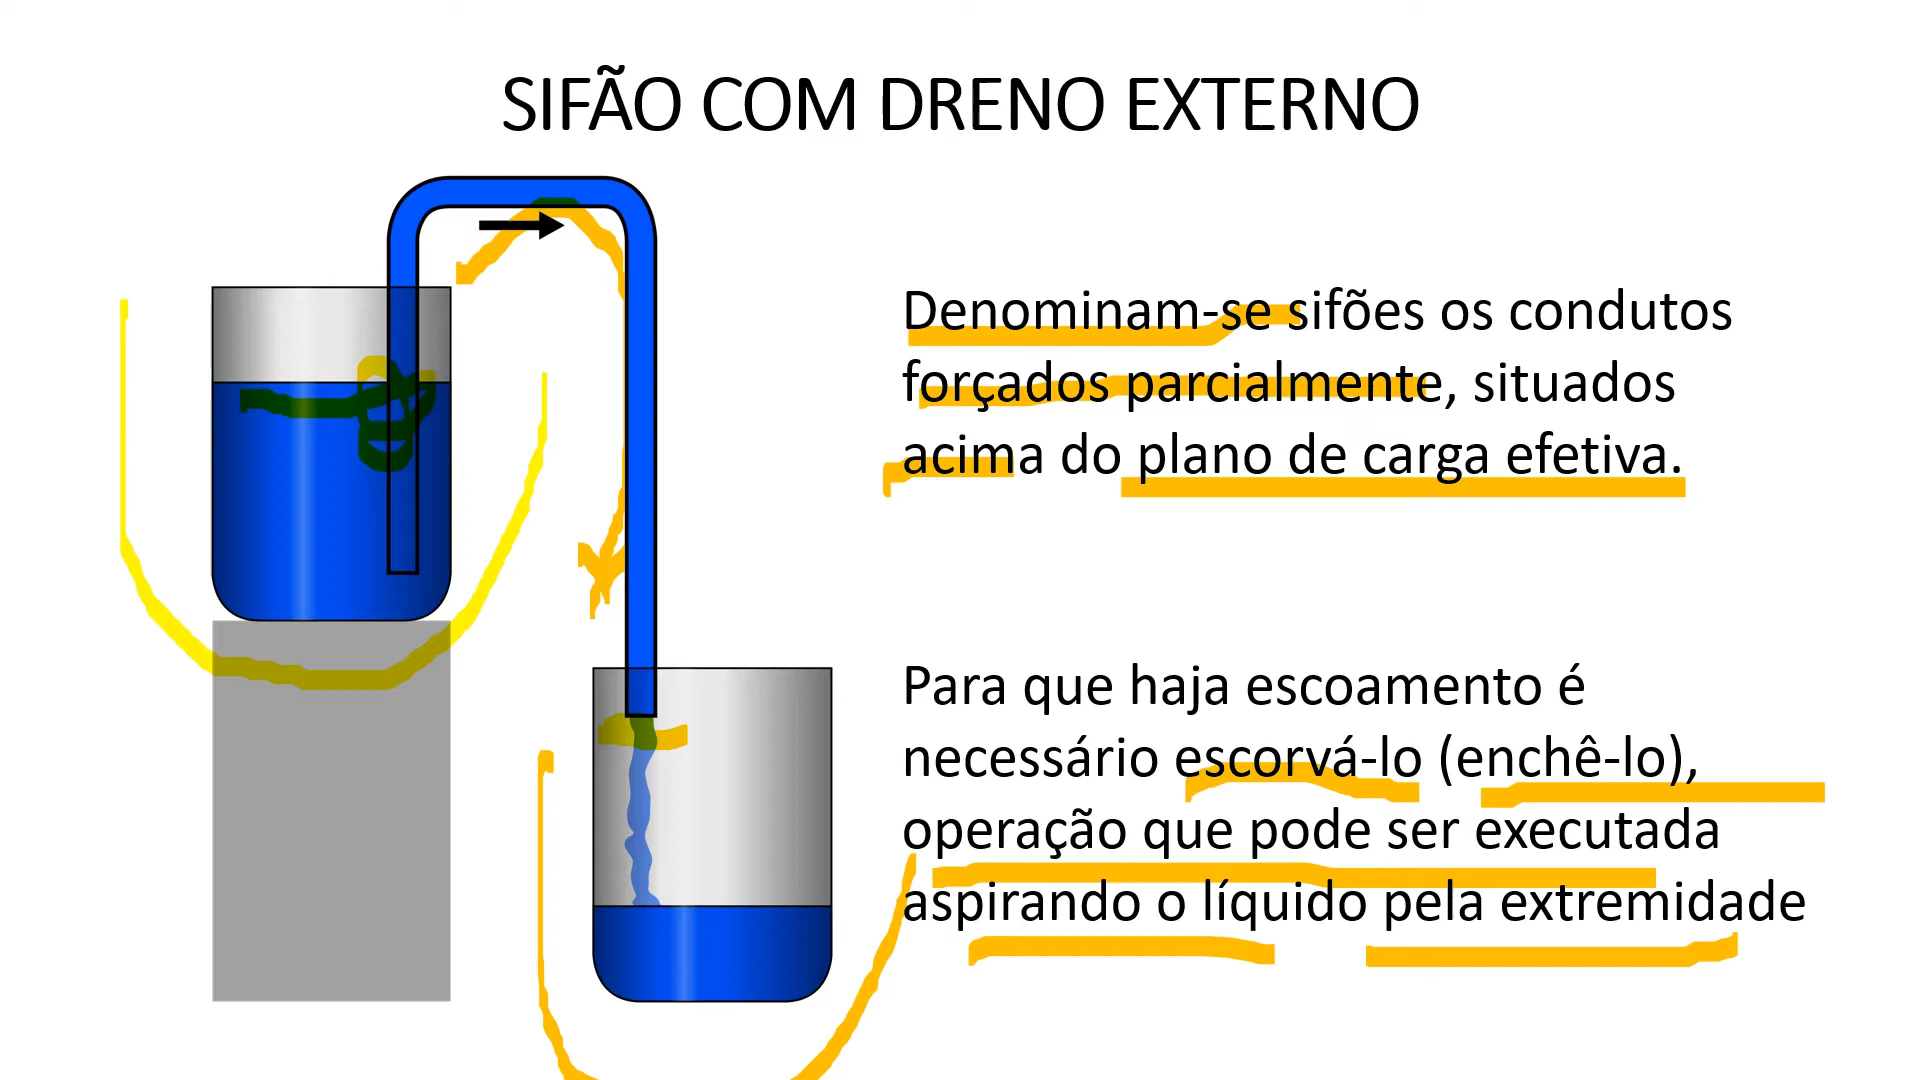 SIFÃO COM DRENO EXTERNO
Denominam-se sifões os condutos
forçados parcialmente, situados
acima do plano de carga efetiva.
Para que haja escoamento é
necessário escorvá-lo (enchê-lo),
operação que pode ser executada
aspirando o líquido pela extremidade